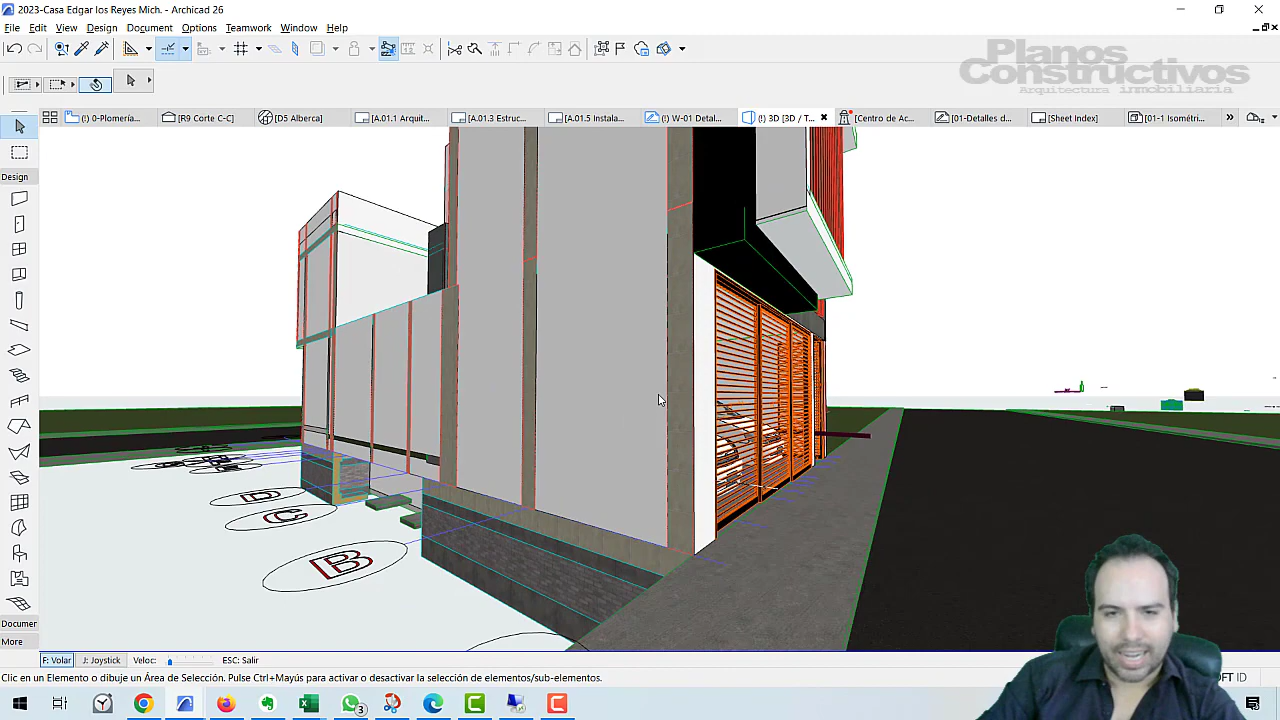 2023-Casa Edgar los Reyes Mich. - Archicad 26
File Edit View Design Document Options Teamwork Window Help
Planos
Constructivos
Arquitectura inmobiliaria
(!) 0-Plomería... [R9 Corte C-C] [D5 Alberca] [A.01.1 Arquit... [A.01.3 Estruc... [A.01.5 Instala... (!) W-01 Detal... (!) 3D [3D / T... [Centro de Ac... [01-Detalles d... [Sheet Index] [01-1 Isométri...
Design
D
C
B
Documen
More
F: Volar J: Joystick Veloc: ESC: Salir
Clic en un Elemento o dibuje un Área de Selección. Pulse Ctrl+Mayús para activar o desactivar la selección de elementos/sub-elementos.
OFT ID
3